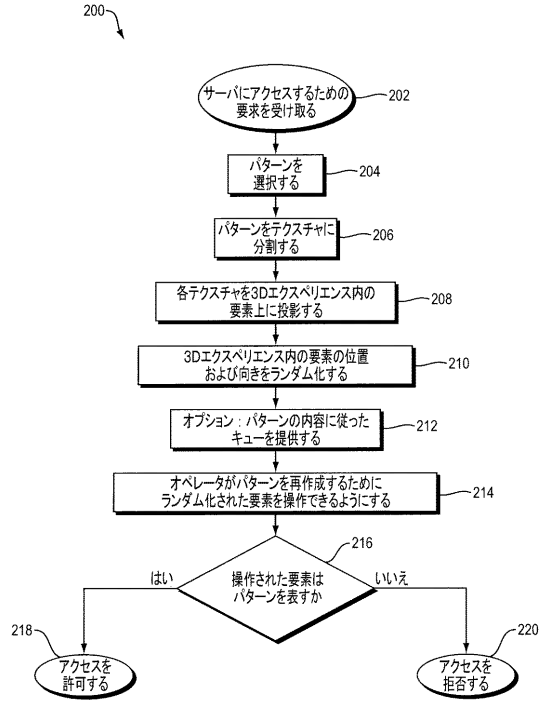 200
サーバにアクセスするための
要求を受け取る
202
パターンを
選択する
204
パターンをテクスチャに
分割する
206
各テクスチャを3Dエクスペリエンス内の
要素上に投影する
208
3Dエクスペリエンス内の要素の位置
および向きをランダム化する
210
オプション：パターンの内容に従った
キューを提供する
212
オペレータがパターンを再作成するために
ランダム化された要素を操作できるようにする
214
216
操作された要素は
パターンを表すか
はい
いいえ
218
アクセスを
許可する
220
アクセスを
拒否する